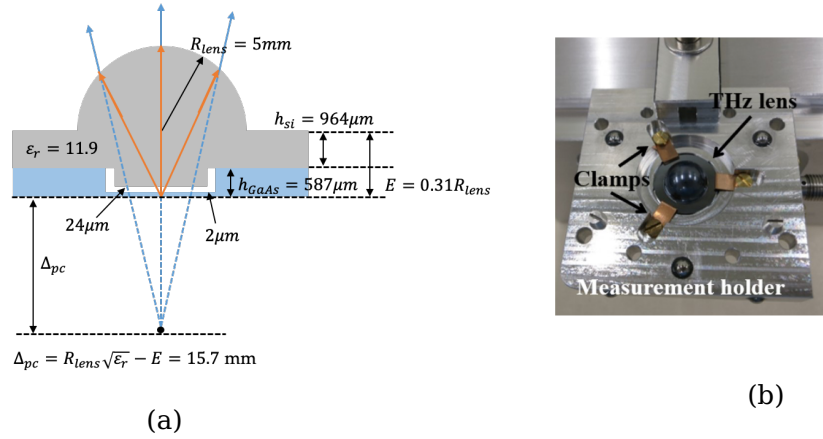 R_lens = 5mm
h_si = 964μm
ε_r = 11.9
h_GaAs = 587μm
E = 0.31R_lens
24μm
2μm
Δ_pc
Δ_pc = R_lens√ε_r − E = 15.7 mm
(a)
THz lens
Clamps
Measurement holder
(b)